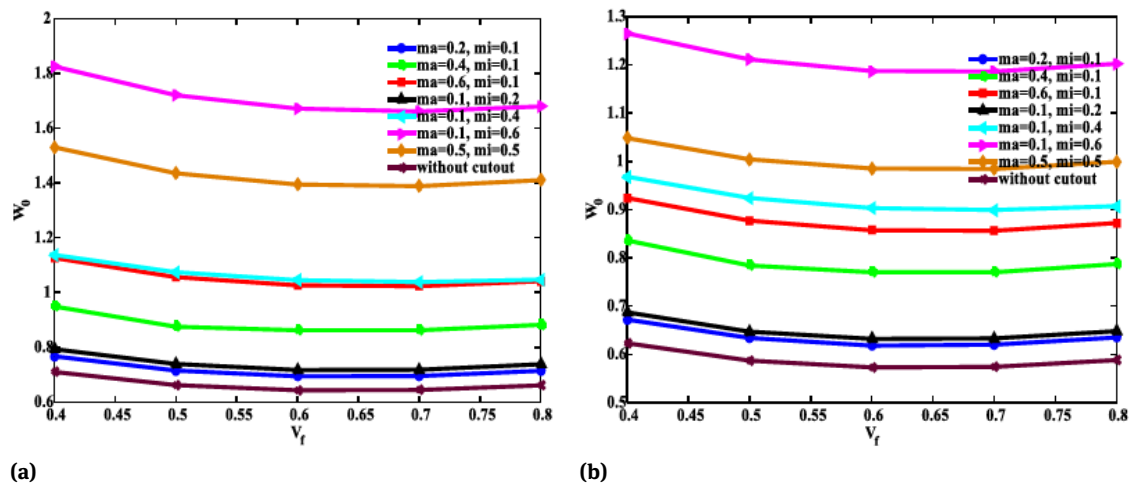 2
1.8
1.6
1.4
1.2
1
0.8
0.6
W0
0.4 0.45 0.5 0.55 0.6 0.65 0.7 0.75 0.8
Vf
ma=0.2, mi=0.1
ma=0.4, mi=0.1
ma=0.6, mi=0.1
ma=0.1, mi=0.2
ma=0.1, mi=0.4
ma=0.1, mi=0.6
ma=0.5, mi=0.5
without cutout
(a)
1.3
1.2
1.1
1
0.9
0.8
0.7
0.6
0.5
W0
0.4 0.45 0.5 0.55 0.6 0.65 0.7 0.75 0.8
Vf
ma=0.2, mi=0.1
ma=0.4, mi=0.1
ma=0.6, mi=0.1
ma=0.1, mi=0.2
ma=0.1, mi=0.4
ma=0.1, mi=0.6
ma=0.5, mi=0.5
without cutout
(b)